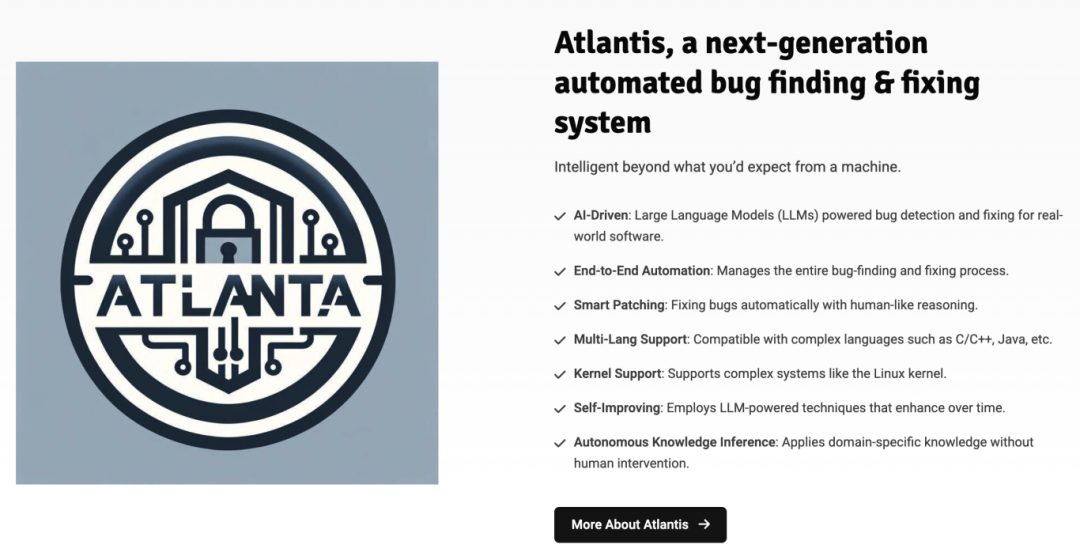 ATLANTA
Atlantis, a next-generation
automated bug finding & fixing
system
Intelligent beyond what you'd expect from a machine.
AI-Driven: Large Language Models (LLMs) powered bug detection and fixing for real-
world software.
End-to-End Automation: Manages the entire bug-finding and fixing process.
Smart Patching: Fixing bugs automatically with human-like reasoning.
Multi-Lang Support: Compatible with complex languages such as C/C++, Java, etc.
Kernel Support: Supports complex systems like the Linux kernel.
Self-Improving: Employs LLM-powered techniques that enhance over time.
Autonomous Knowledge Inference: Applies domain-specific knowledge without
human intervention.
More About Atlantis →